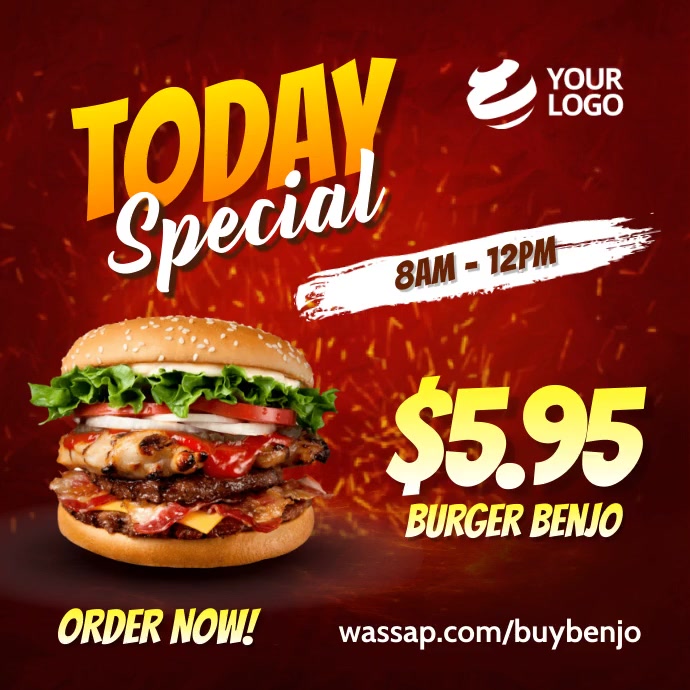 TODAY
Special
YOUR
LOGO
8AM - 12PM
$5.95
BURGER BENJO
ORDER NOW!
wassap.com/buybenjo